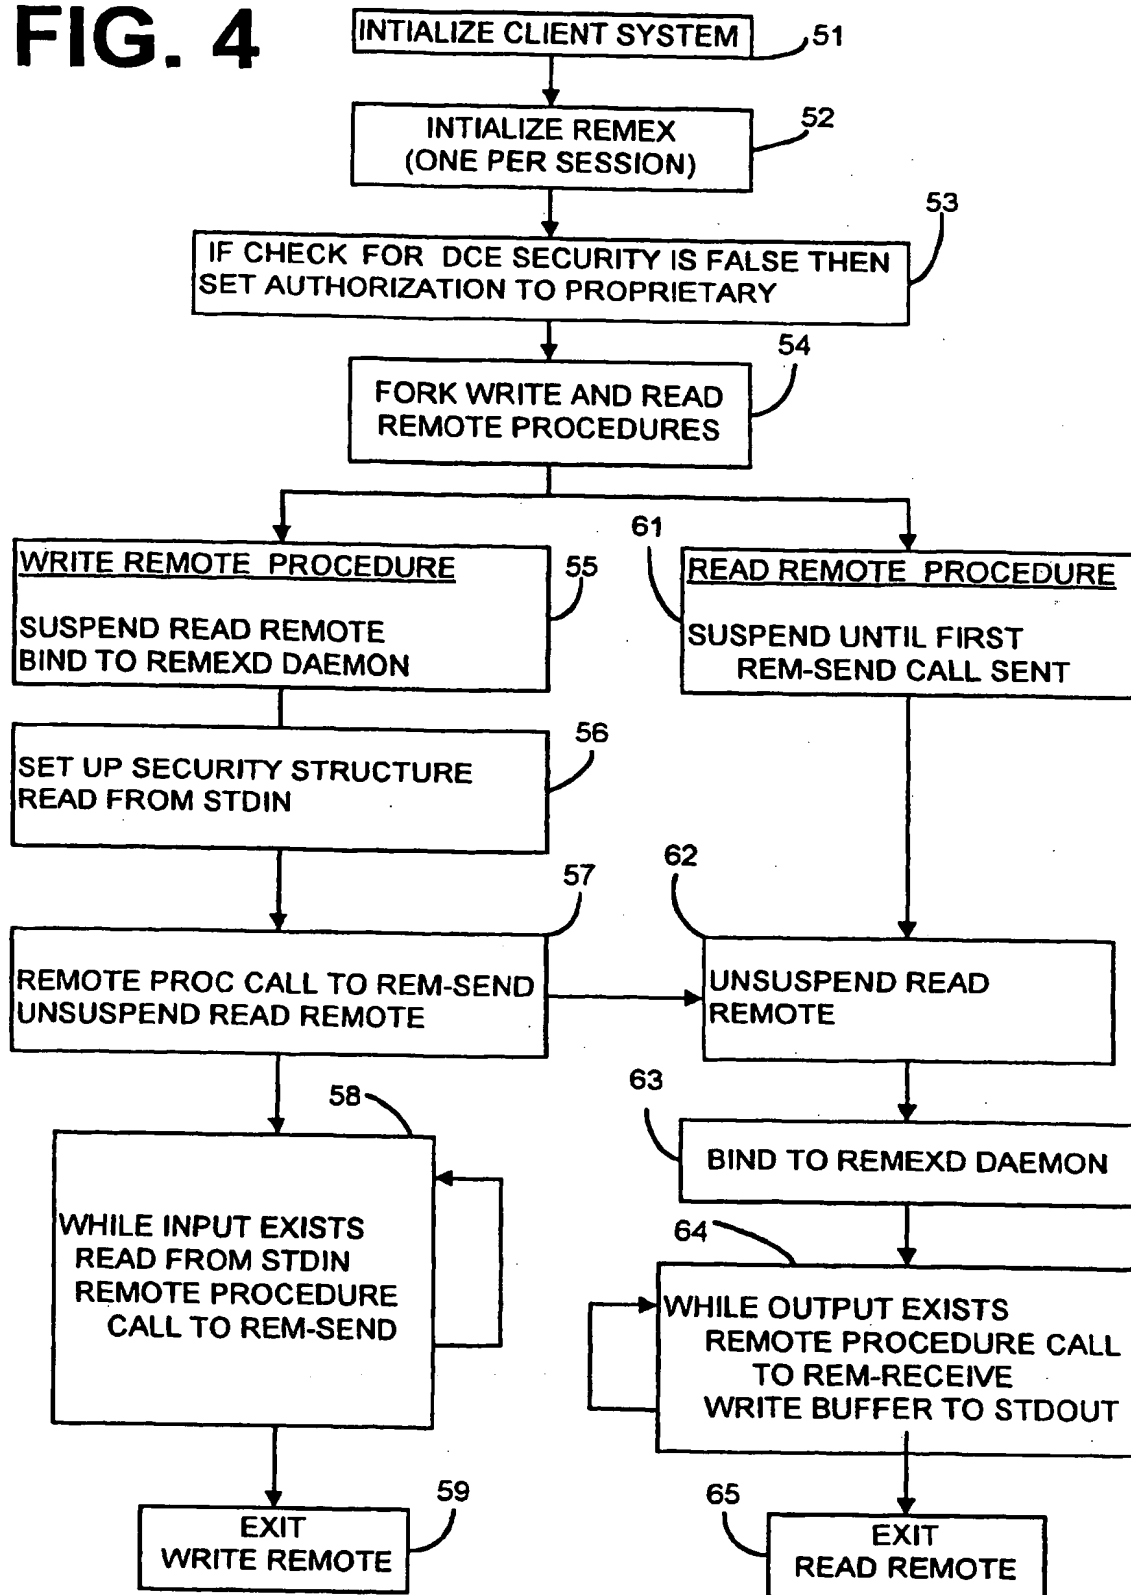 FIG. 4
INTIALIZE CLIENT SYSTEM
51
INTIALIZE REMEX
(ONE PER SESSION)
52
IF CHECK FOR DCE SECURITY IS FALSE THEN
SET AUTHORIZATION TO PROPRIETARY
53
FORK WRITE AND READ
REMOTE PROCEDURES
54
WRITE REMOTE PROCEDURE
SUSPEND READ REMOTE
BIND TO REMEXD DAEMON
55
61
READ REMOTE PROCEDURE
SUSPEND UNTIL FIRST
REM-SEND CALL SENT
SET UP SECURITY STRUCTURE
READ FROM STDIN
56
REMOTE PROC CALL TO REM-SEND
UNSUSPEND READ REMOTE
57
62
UNSUSPEND READ
REMOTE
58
WHILE INPUT EXISTS
READ FROM STDIN
REMOTE PROCEDURE
CALL TO REM-SEND
63
BIND TO REMEXD DAEMON
64
WHILE OUTPUT EXISTS
REMOTE PROCEDURE CALL
TO REM-RECEIVE
WRITE BUFFER TO STDOUT
EXIT
WRITE REMOTE
59
65
EXIT
READ REMOTE